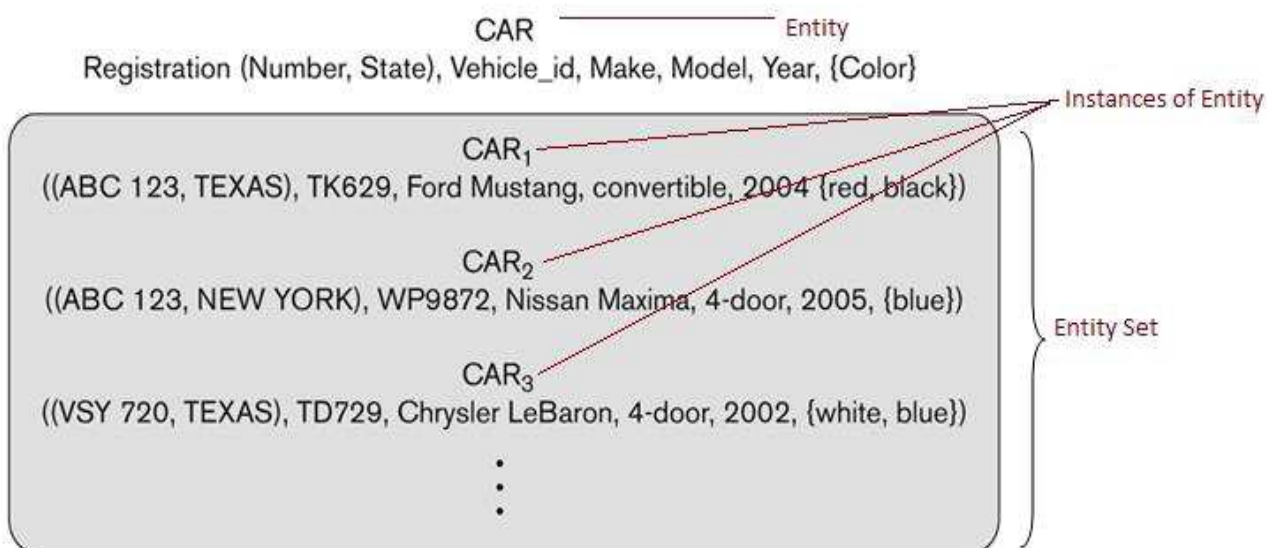 CAR Entity
Registration (Number, State), Vehicle_id, Make, Model, Year, {Color}
Instances of Entity
CAR₁
((ABC 123, TEXAS), TK629, Ford Mustang, convertible, 2004 {red, black})
CAR₂
((ABC 123, NEW YORK), WP9872, Nissan Maxima, 4-door, 2005, {blue})
Entity Set
CAR₃
((VSY 720, TEXAS), TD729, Chrysler LeBaron, 4-door, 2002, {white, blue})